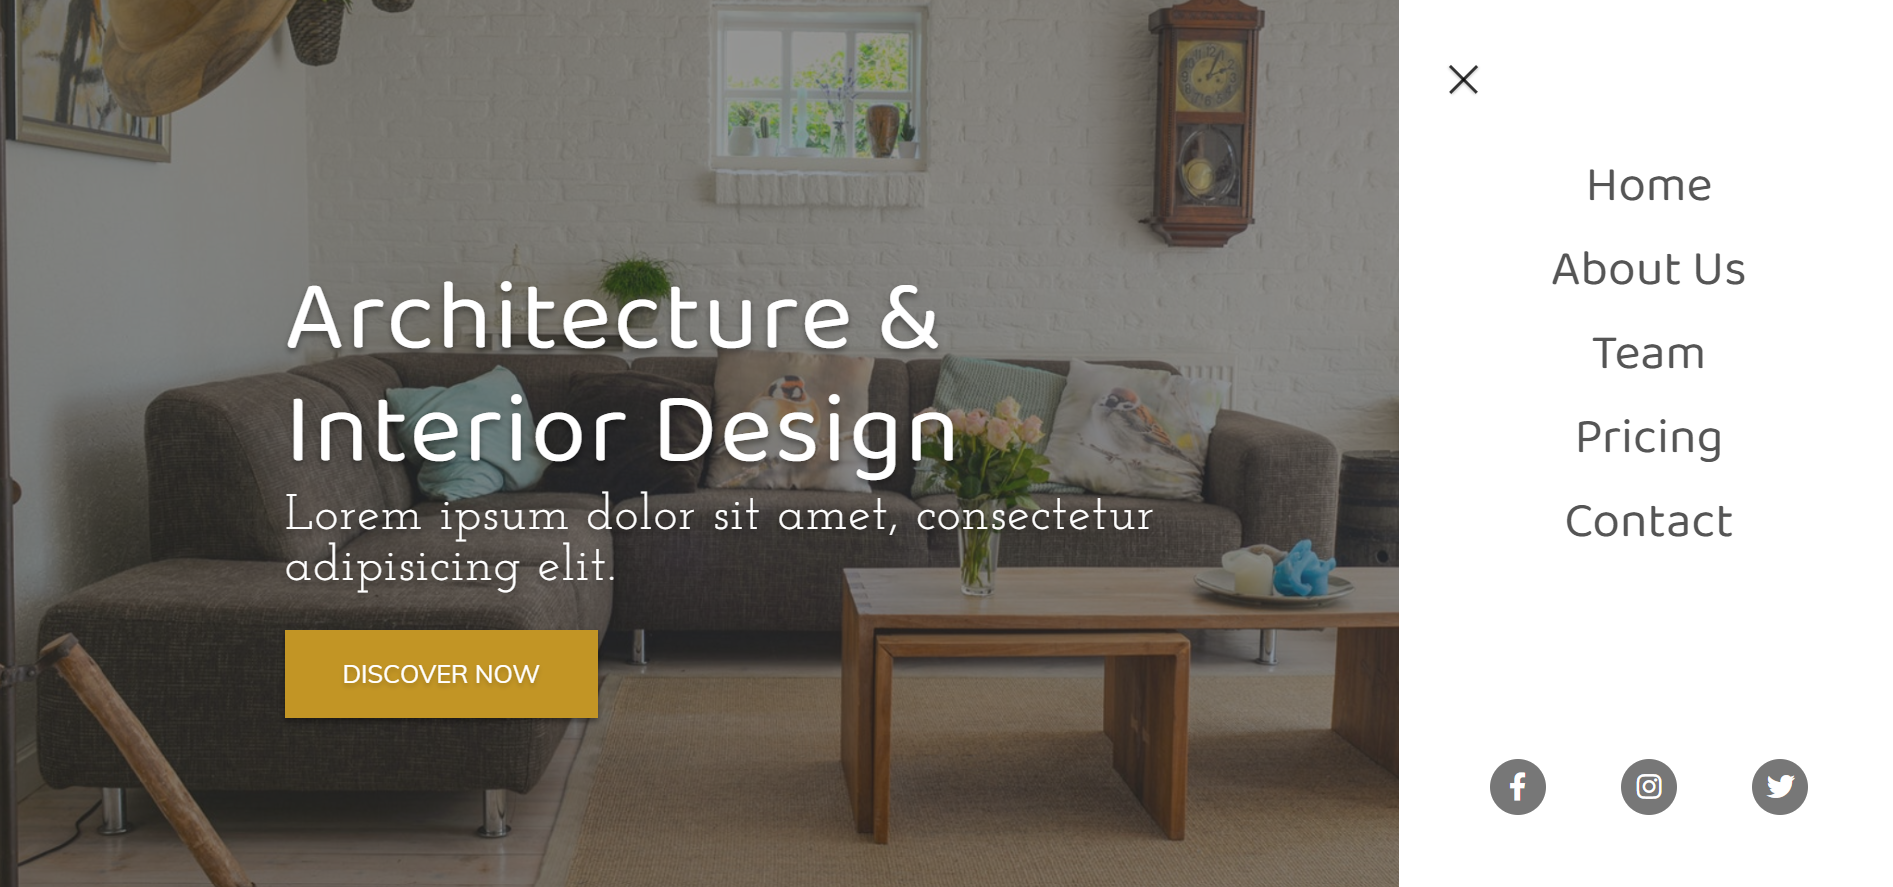 Architecture &
Interior Design
Lorem ipsum dolor sit amet, consectetur
adipisicing elit.
DISCOVER NOW
Home
About Us
Team
Pricing
Contact